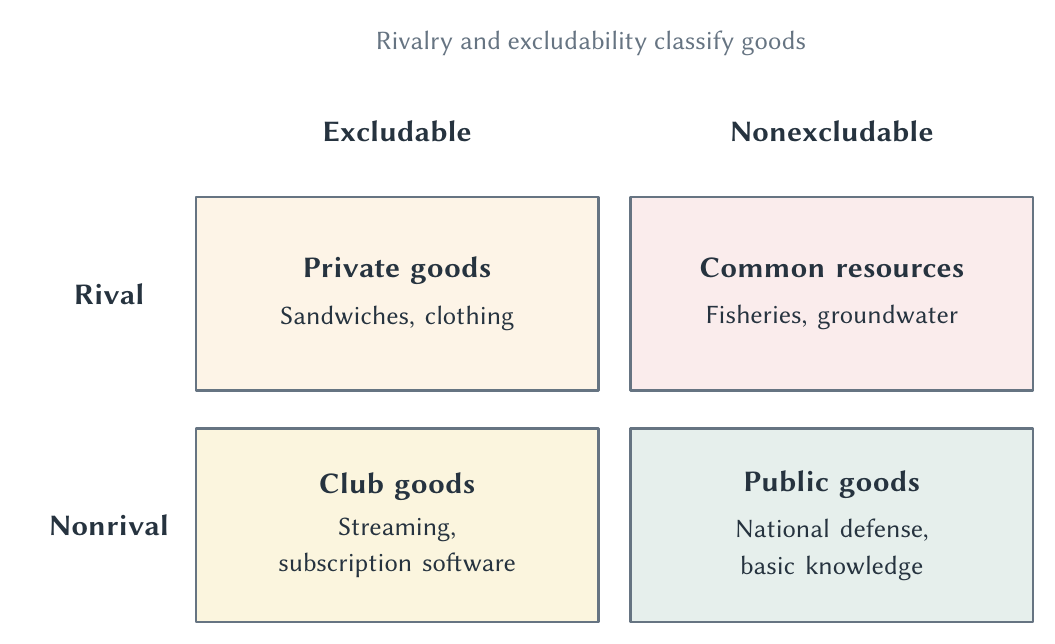 Rivalry and excludability classify goods
Excludable
Nonexcludable
Rival
Private goods
Sandwiches, clothing
Common resources
Fisheries, groundwater
Nonrival
Club goods
Streaming,
subscription software
Public goods
National defense,
basic knowledge